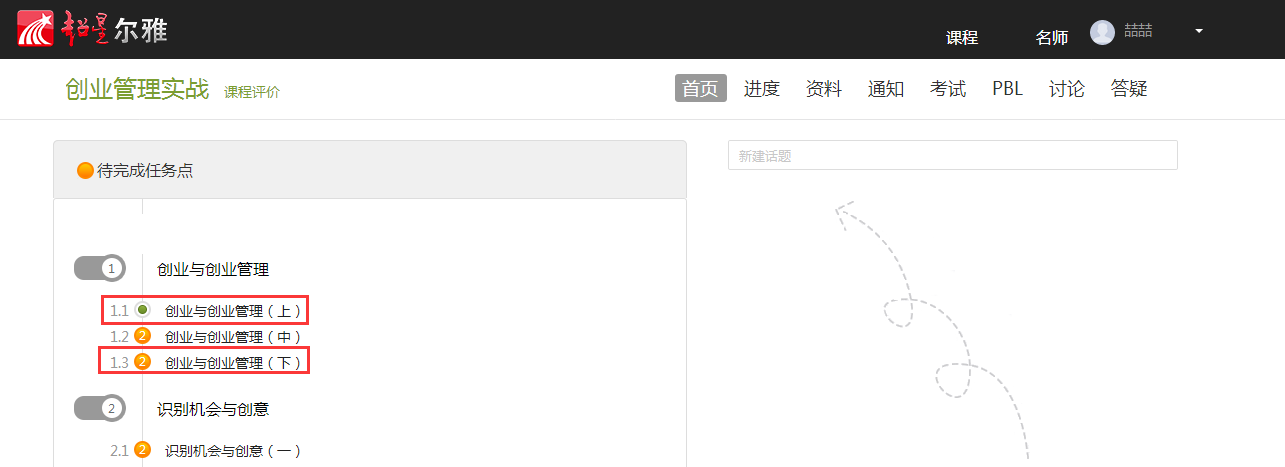 超星尔雅
课程 名师 喆喆
创业管理实战 课程评价
首页 进度 资料 通知 考试 PBL 讨论 答疑
待完成任务点
新建话题
1 创业与创业管理
1.1 创业与创业管理（上）
1.2 2 创业与创业管理（中）
1.3 2 创业与创业管理（下）
2 识别机会与创意
2.1 2 识别机会与创意（一）